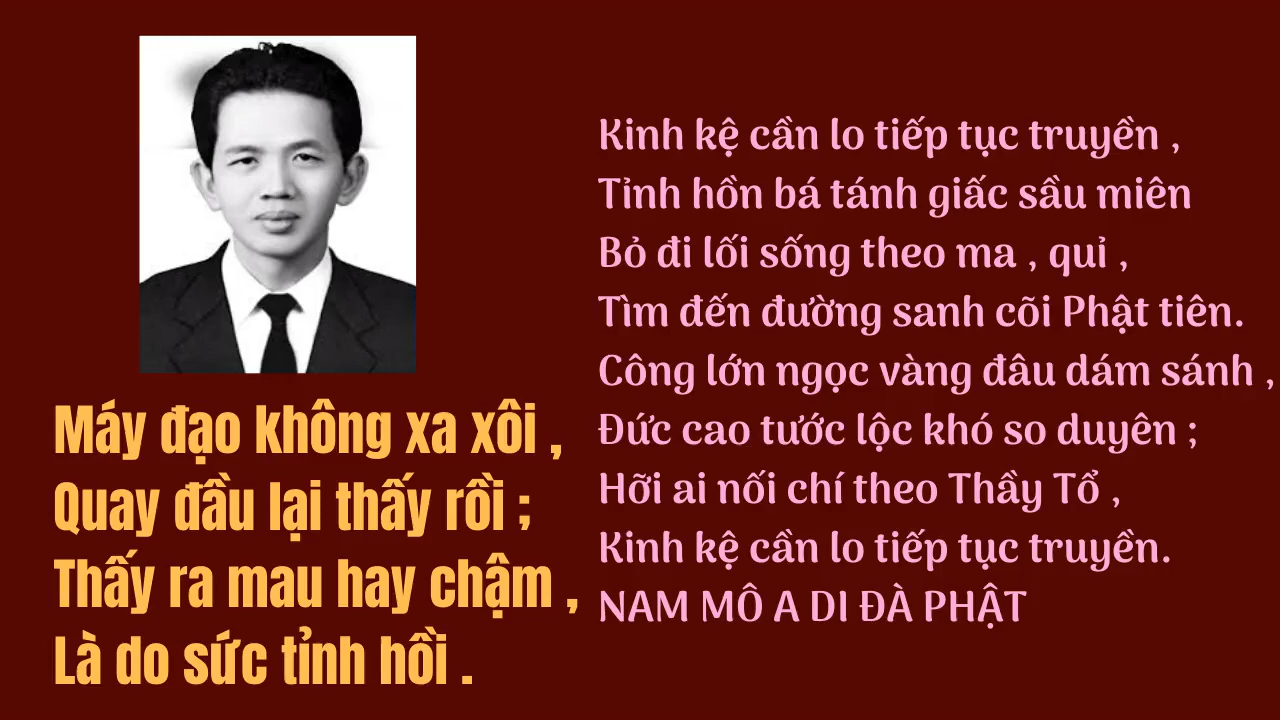 Máy đạo không xa xôi ,
Quay đầu lại thấy rồi ;
Thấy ra mau hay chậm ,
Là do sức tỉnh hồi .
Kinh kệ cần lo tiếp tục truyền ,
Tỉnh hồn bá tánh giấc sầu miên
Bỏ đi lối sống theo ma , quỉ ,
Tìm đến đường sanh cõi Phật tiên.
Công lớn ngọc vàng đâu dám sánh ,
Đức cao tước lộc khó so duyên ;
Hỡi ai nối chí theo Thầy Tổ ,
Kinh kệ cần lo tiếp tục truyền.
NAM MÔ A DI ĐÀ PHẬT